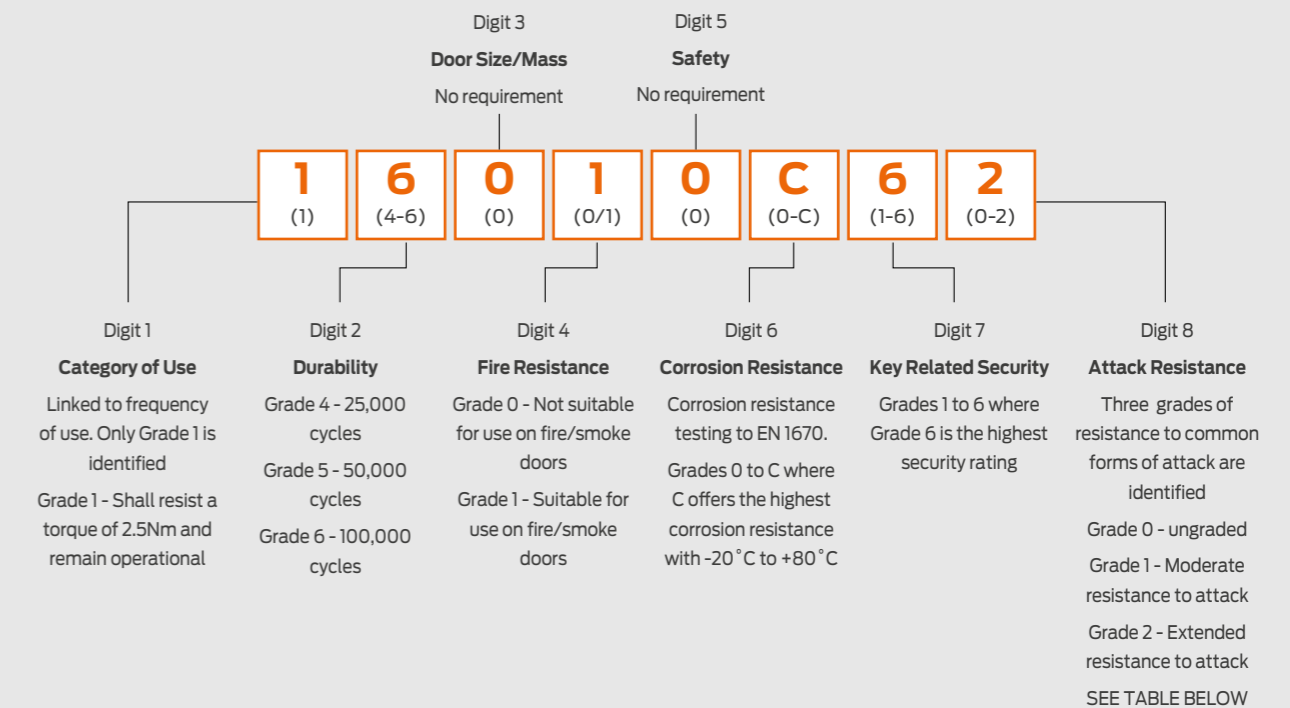 Digit 3
Door Size/Mass
No requirement
Digit 5
Safety
No requirement
1
(1)
6
(4-6)
0
(0)
1
(0/1)
0
(0)
C
(0-C)
6
(1-6)
2
(0-2)
Digit 1
Category of Use
Linked to frequency
of use. Only Grade 1 is
identified
Grade 1 - Shall resist a
torque of 2.5Nm and
remain operational
Digit 2
Durability
Grade 4 - 25,000
cycles
Grade 5 - 50,000
cycles
Grade 6 - 100,000
cycles
Digit 4
Fire Resistance
Grade 0 - Not suitable
for use on fire/smoke
doors
Grade 1 - Suitable for
use on fire/smoke
doors
Digit 6
Corrosion Resistance
Corrosion resistance
testing to EN 1670.
Grades 0 to C where
C offers the highest
corrosion resistance
with -20˚C to +80˚C
Digit 7
Key Related Security
Grades 1 to 6 where
Grade 6 is the highest
security rating
Digit 8
Attack Resistance
Three grades of
resistance to common
forms of attack are
identified
Grade 0 - ungraded
Grade 1 - Moderate
resistance to attack
Grade 2 - Extended
resistance to attack
SEE TABLE BELOW